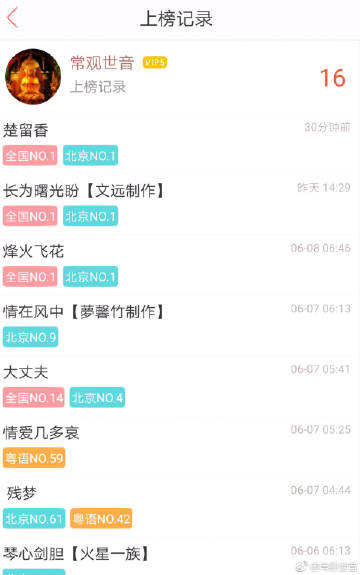 上榜记录
常观世音 VIP5
上榜记录
16
楚留香 30分钟前
全国NO.1 北京NO.1
长为曙光盼【文远制作】 昨天 14:29
全国NO.1 北京NO.1
烽火飞花 06-08 06:46
全国NO.1 北京NO.1
情在风中【夢馨竹制作】 06-07 06:13
北京NO.9
大丈夫 06-07 05:41
全国NO.14 北京NO.4
情爱几多哀 06-07 05:25
粤语NO.59
残梦 06-07 04:44
北京NO.61 粤语NO.42
琴心剑胆【火星一族】 06-06 06:13